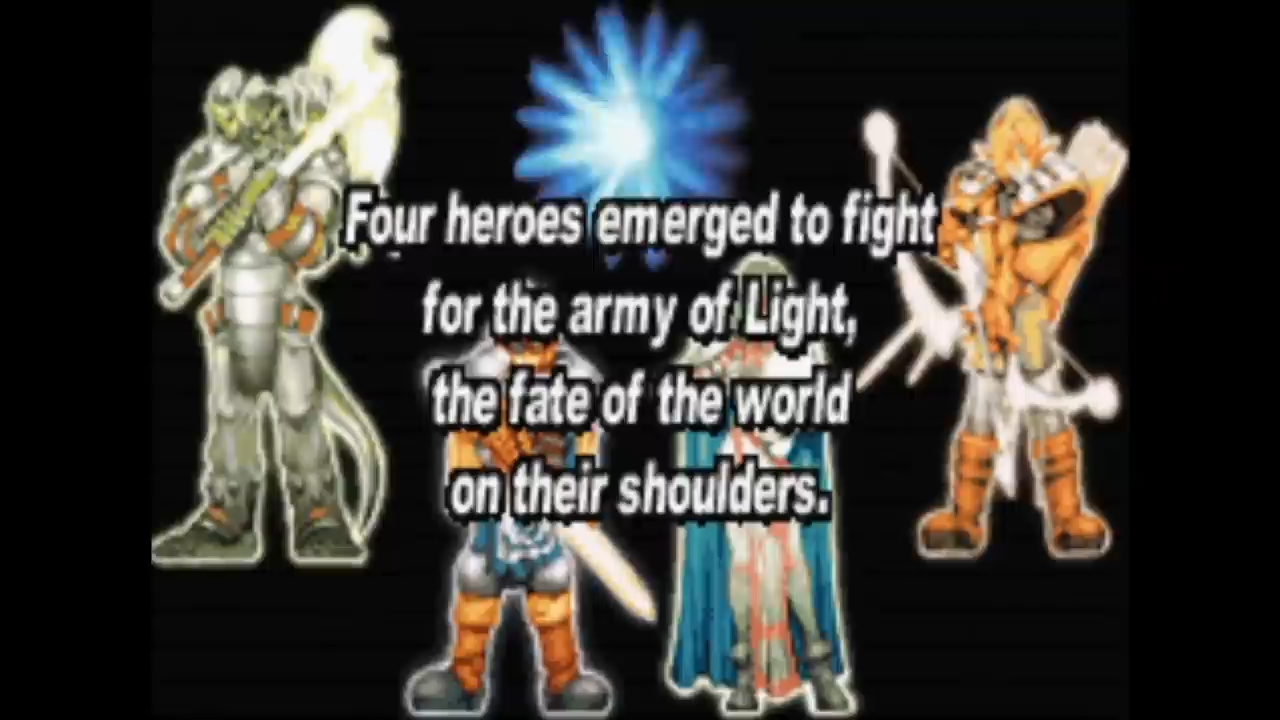 Four heroes emerged to fight
for the army of Light,
the fate of the world
on their shoulders.